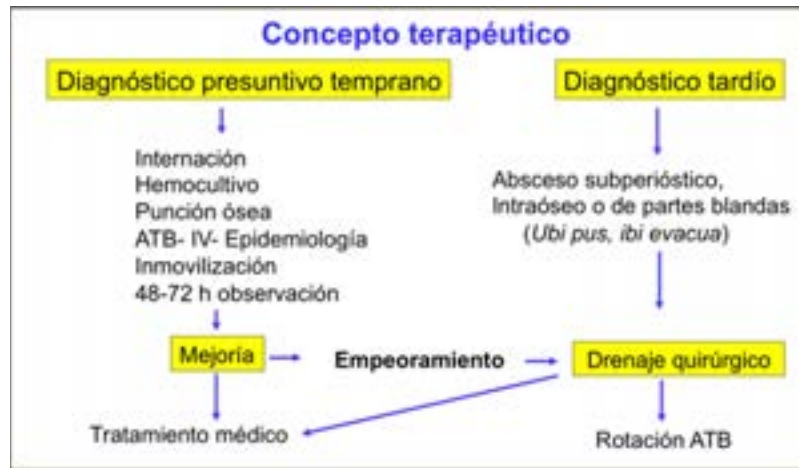 Concepto terapéutico
Diagnóstico presuntivo temprano
Internación
Hemocultivo
Punción ósea
ATB- IV- Epidemiología
Inmovilización
48-72 h observación
Mejoría
Tratamiento médico
Empeoramiento
Diagnóstico tardío
Absceso subperióstico,
Intraóseo o de partes blandas
(Ubi pus, ibi evacua)
Drenaje quirúrgico
Rotación ATB